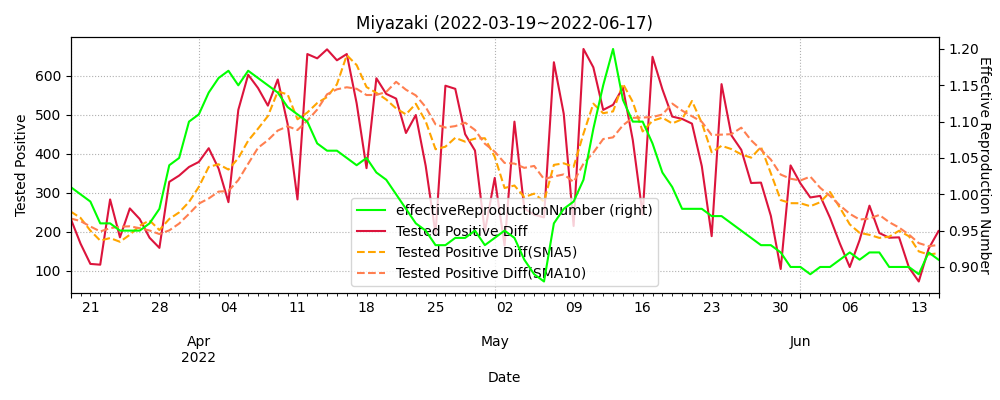 Miyazaki (2022-03-19~2022-06-17)
Tested Positive
600
500
400
300
200
100
1.20
1.15
1.10
1.05
1.00
0.95
0.90
Effective Reproduction Number
effectiveReproductionNumber (right)
Tested Positive Diff
Tested Positive Diff(SMA5)
Tested Positive Diff(SMA10)
21 28 04 11 18 25 02 09 16 23 30 06 13
Apr May Jun
2022
Date